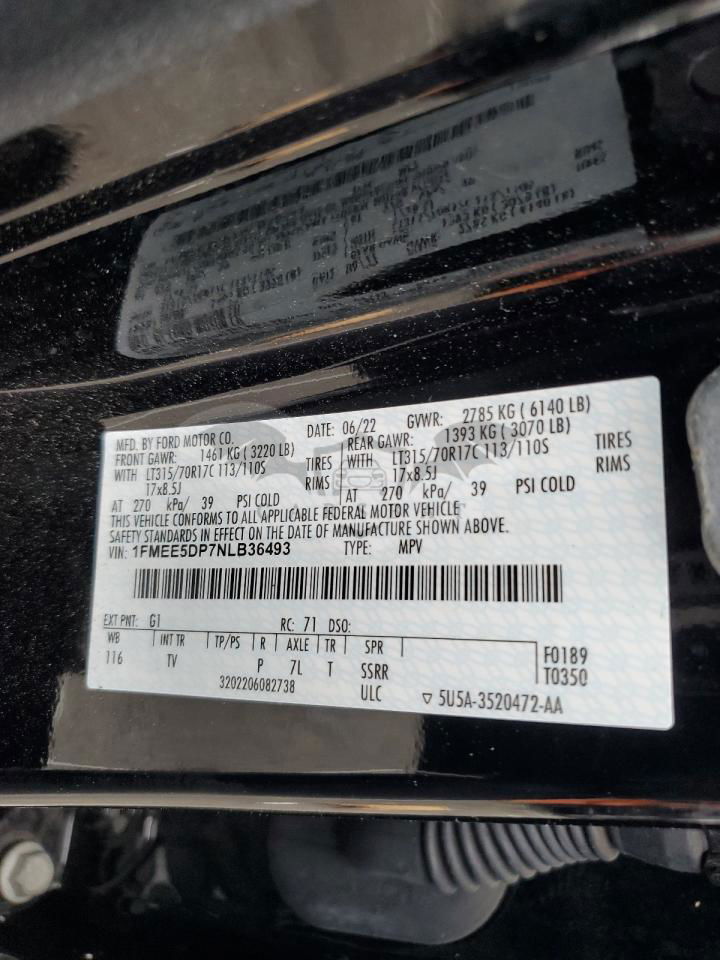 MFD. BY FORD MOTOR CO.
DATE: 06/22 GVWR: 2785 KG ( 6140 LB)
FRONT GAWR: 1461 KG ( 3220 LB) REAR GAWR: 1393 KG ( 3070 LB)
WITH LT315/70R17C 113/110S TIRES WITH LT315/70R17C 113/110S TIRES
17x8.5J RIMS 17x8.5J RIMS
AT 270 kPa/ 39 PSI COLD AT 270 kPa/ 39 PSI COLD
THIS VEHICLE CONFORMS TO ALL APPLICABLE FEDERAL MOTOR VEHICLE
SAFETY STANDARDS IN EFFECT ON THE DATE OF MANUFACTURE SHOWN ABOVE.
VIN: 1FMEE5DP7NLB36493 TYPE: MPV
EXT PNT: G1 RC: 71 DSO:
WB INT TR TP/PS R AXLE TR SPR
116 TV P 7L T SSRR
F0189
T0350
3202206082738 ULC ▽ 5U5A-3520472-AA